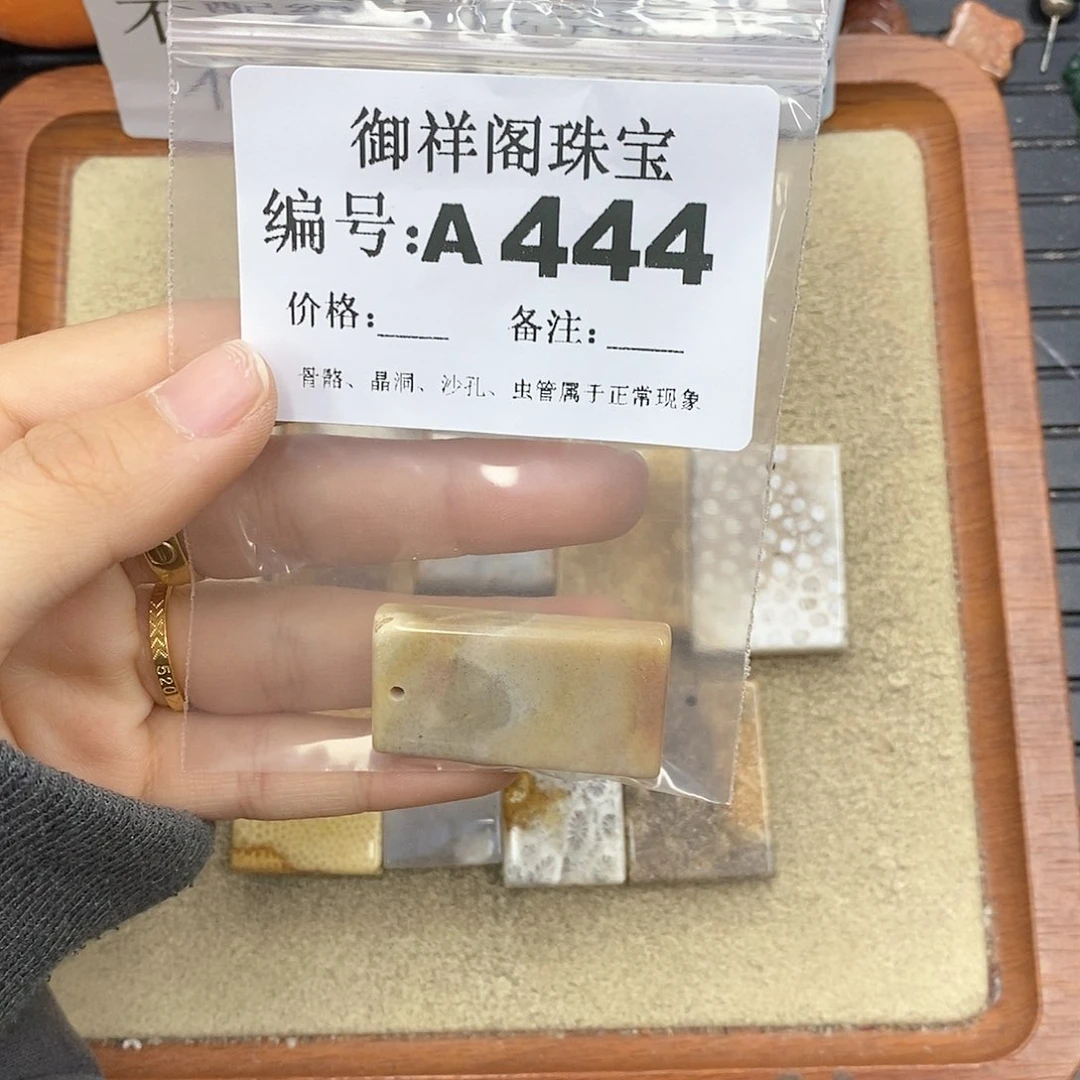 御祥阁珠宝
编号:A444
价格:____ 备注:____
骨骼、晶洞、沙孔、虫管属于正常现象
520